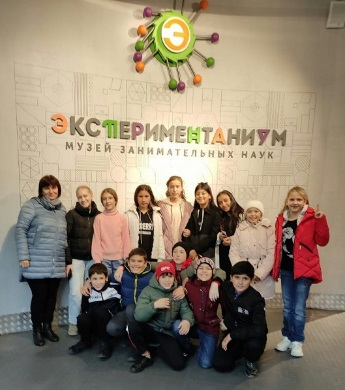 Э
ЭКСПЕРИМЕНТАНИУМ
МУЗЕЙ ЗАНИМАТЕЛЬНЫХ НАУК